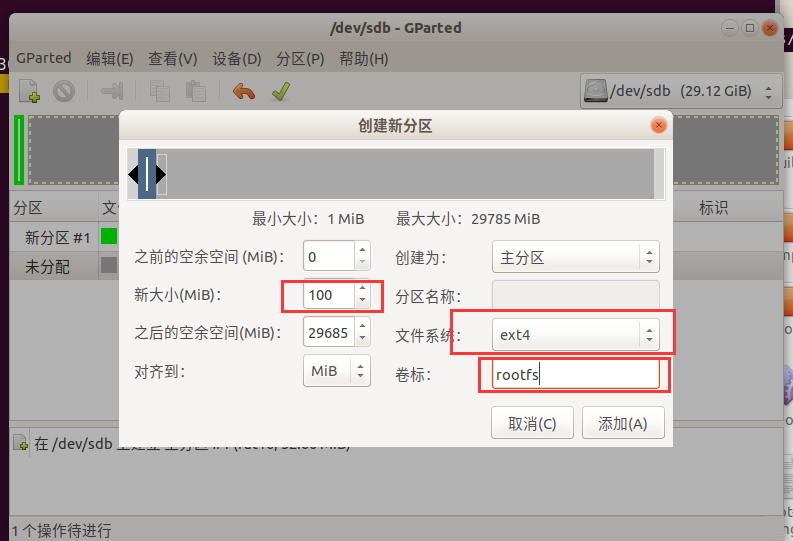 /dev/sdb - GParted
GParted 编辑(E) 查看(V) 设备(D) 分区(P) 帮助(H)
/dev/sdb (29.12 GiB)
创建新分区
最小大小：1 MiB 最大大小：29785 MiB
分区 标识
新分区 #1
未分配
之前的空余空间 (MiB)： 0 创建为： 主分区
新大小(MiB)： 100 分区名称：
之后的空余空间(MiB)： 29685 文件系统： ext4
对齐到： MiB 卷标： rootfs
取消(C) 添加(A)
在 /dev/sdb
1 个操作待进行